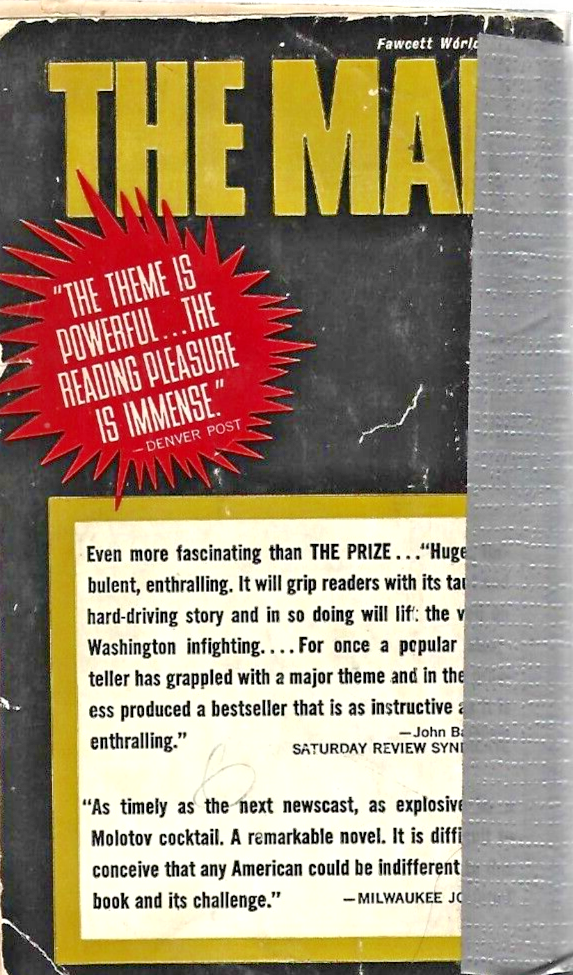 Fawcett World
THE MA
"THE THEME IS
POWERFUL...THE
READING PLEASURE
IS IMMENSE."
—DENVER POST
Even more fascinating than THE PRIZE..."Huge
bulent, enthralling. It will grip readers with its tau
hard-driving story and in so doing will lift the v
Washington infighting....For once a popular
teller has grappled with a major theme and in the
ess produced a bestseller that is as instructive a
enthralling."
—John Ba
SATURDAY REVIEW SYN
"As timely as the next newscast, as explosive
Molotov cocktail. A remarkable novel. It is diffi
conceive that any American could be indifferent
book and its challenge."
—MILWAUKEE JO